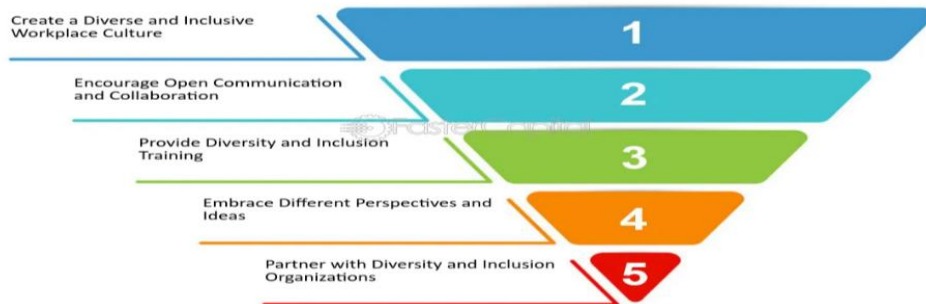 Create a Diverse and Inclusive
Workplace Culture
1
Encourage Open Communication
and Collaboration
2
FasterCapital
Provide Diversity and Inclusion
Training
3
Embrace Different Perspectives and
Ideas
4
Partner with Diversity and Inclusion
Organizations
5